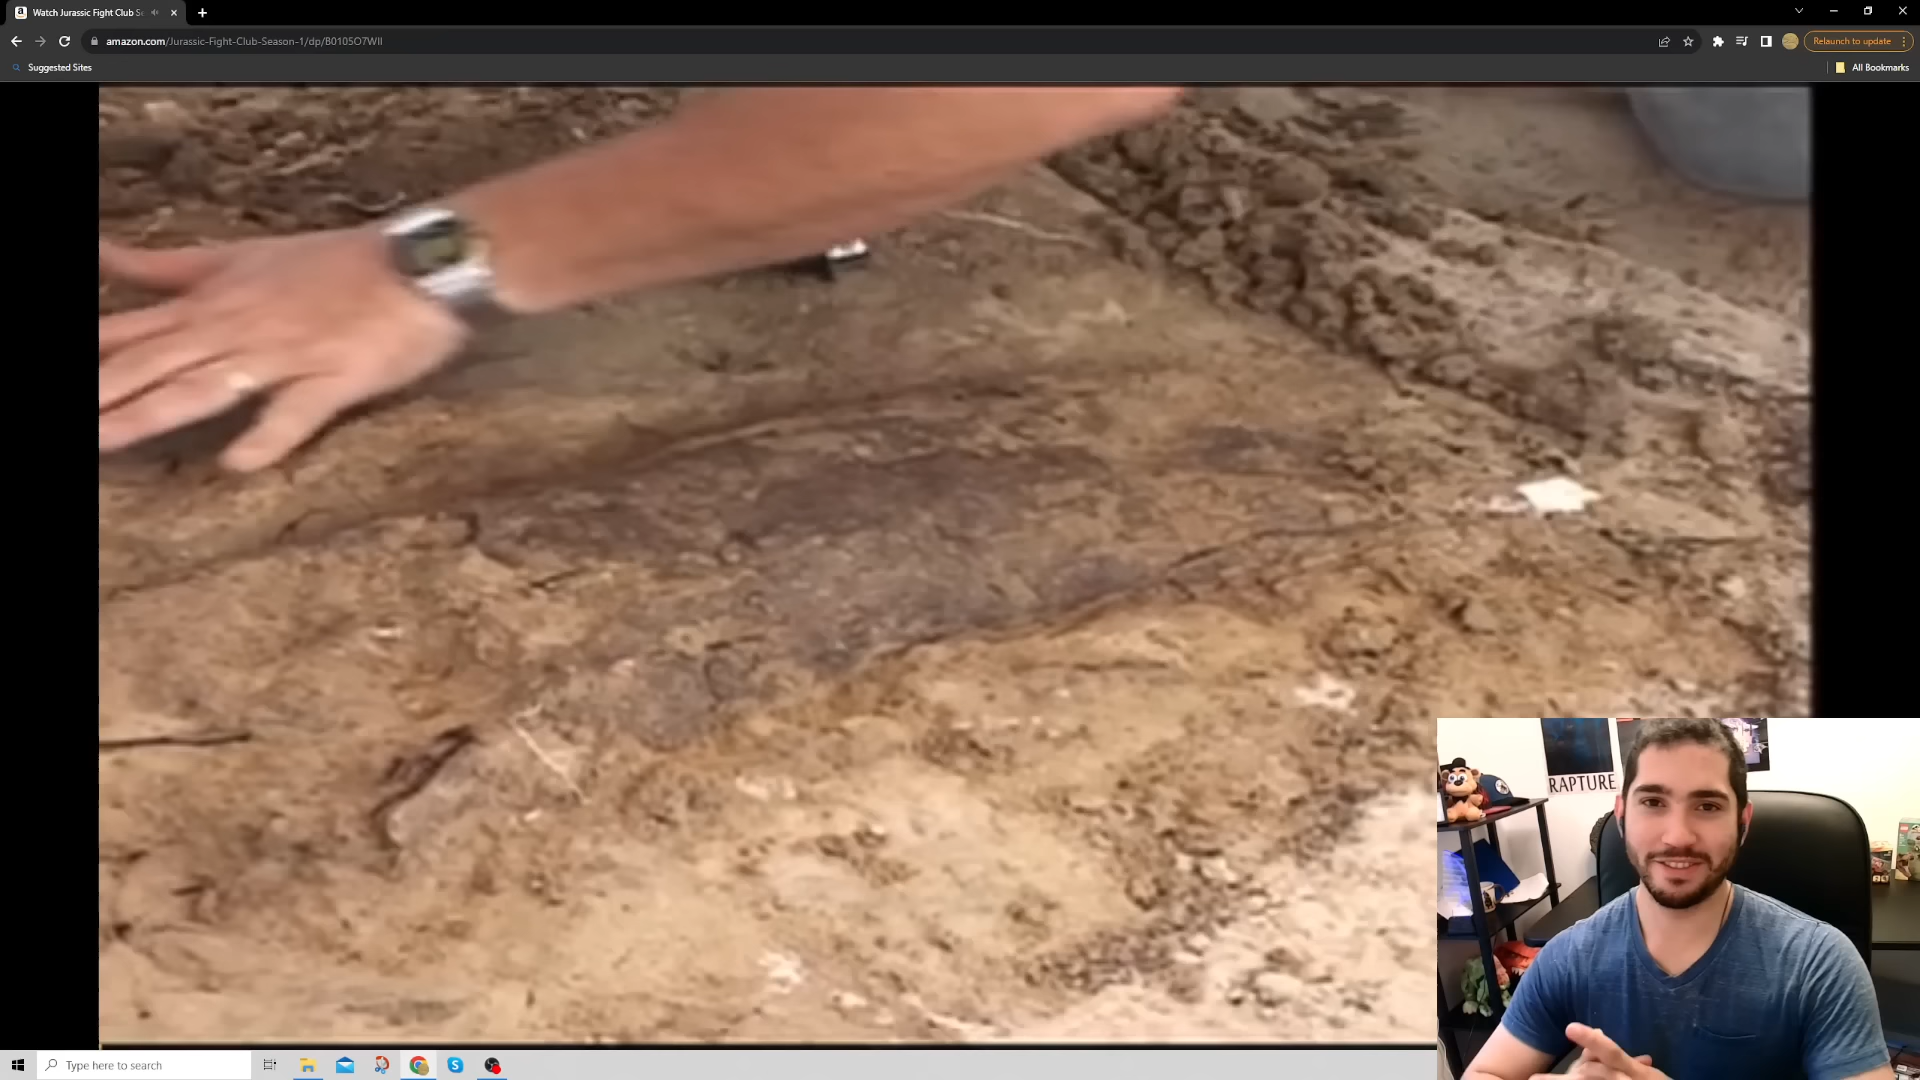 Watch Jurassic Fight Club S
amazon.com/Jurassic-Fight-Club-Season-1/dp/B0105O7WII
Relaunch to update
Suggested Sites
All Bookmarks
RAPTURE
Type here to search